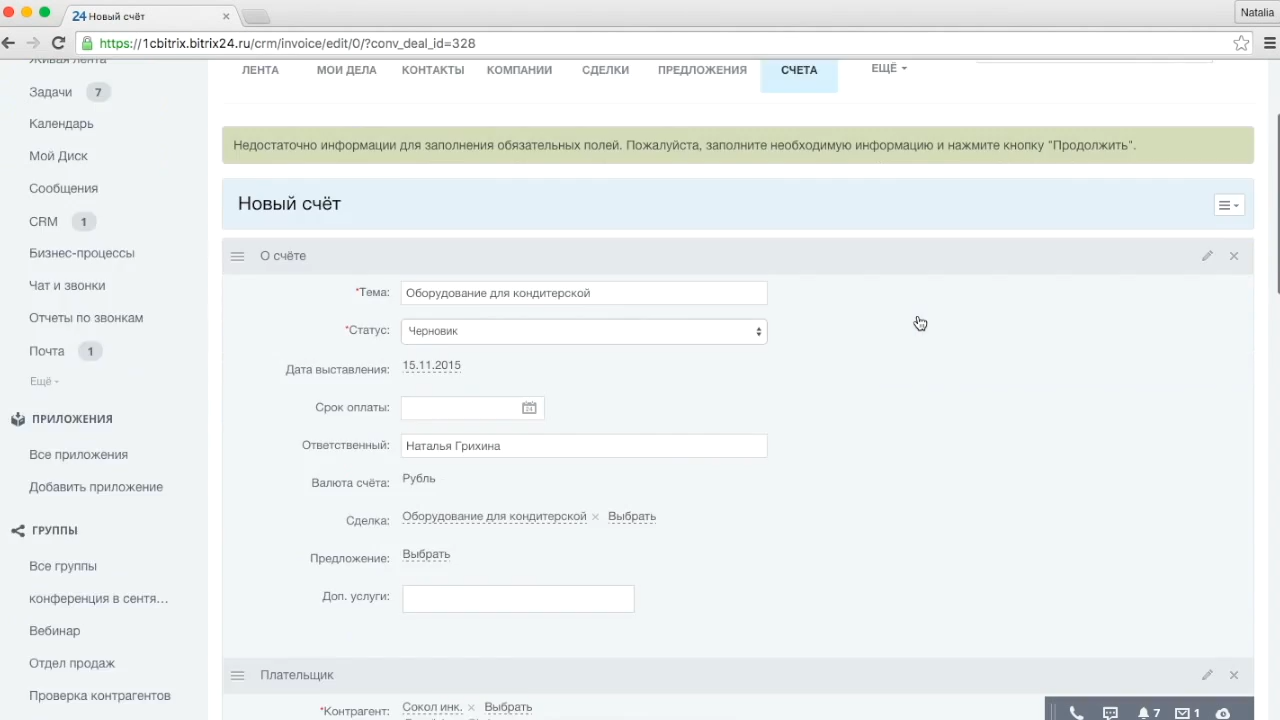 24 Новый счёт
Natalia
https://1cbitrix.bitrix24.ru/crm/invoice/edit/0/?conv_deal_id=328
Живая лента
Задачи 7
Календарь
Мой Диск
Сообщения
CRM 1
Бизнес-процессы
Чат и звонки
Отчеты по звонкам
Почта 1
Ещё
ПРИЛОЖЕНИЯ
Все приложения
Добавить приложение
ГРУППЫ
Все группы
конференция в сентя...
Вебинар
Отдел продаж
Проверка контрагентов
ЛЕНТА МОИ ДЕЛА КОНТАКТЫ КОМПАНИИ СДЕЛКИ ПРЕДЛОЖЕНИЯ СЧЕТА ЕЩЁ
Недостаточно информации для заполнения обязательных полей. Пожалуйста, заполните необходимую информацию и нажмите кнопку "Продолжить".
Новый счёт
О счёте
*Тема: Оборудование для кондитерской
*Статус: Черновик
Дата выставления: 15.11.2015
Срок оплаты: 24
Ответственный: Наталья Грихина
Валюта счёта: Рубль
Сделка: Оборудование для кондитерской × Выбрать
Предложение: Выбрать
Доп. услуги:
Плательщик
*Контрагент: Сокол инк. × Выбрать
7 1